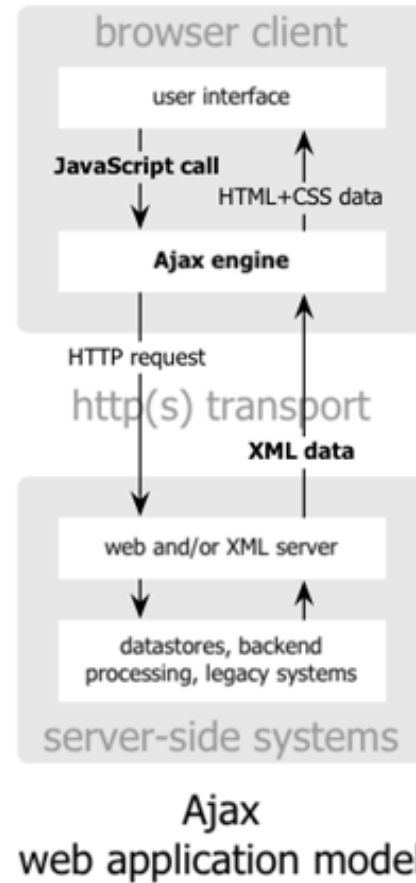 browser client
user interface
JavaScript call
HTML+CSS data
Ajax engine
HTTP request
http(s) transport
XML data
web and/or XML server
datastores, backend
processing, legacy systems
server-side systems
Ajax
web application model